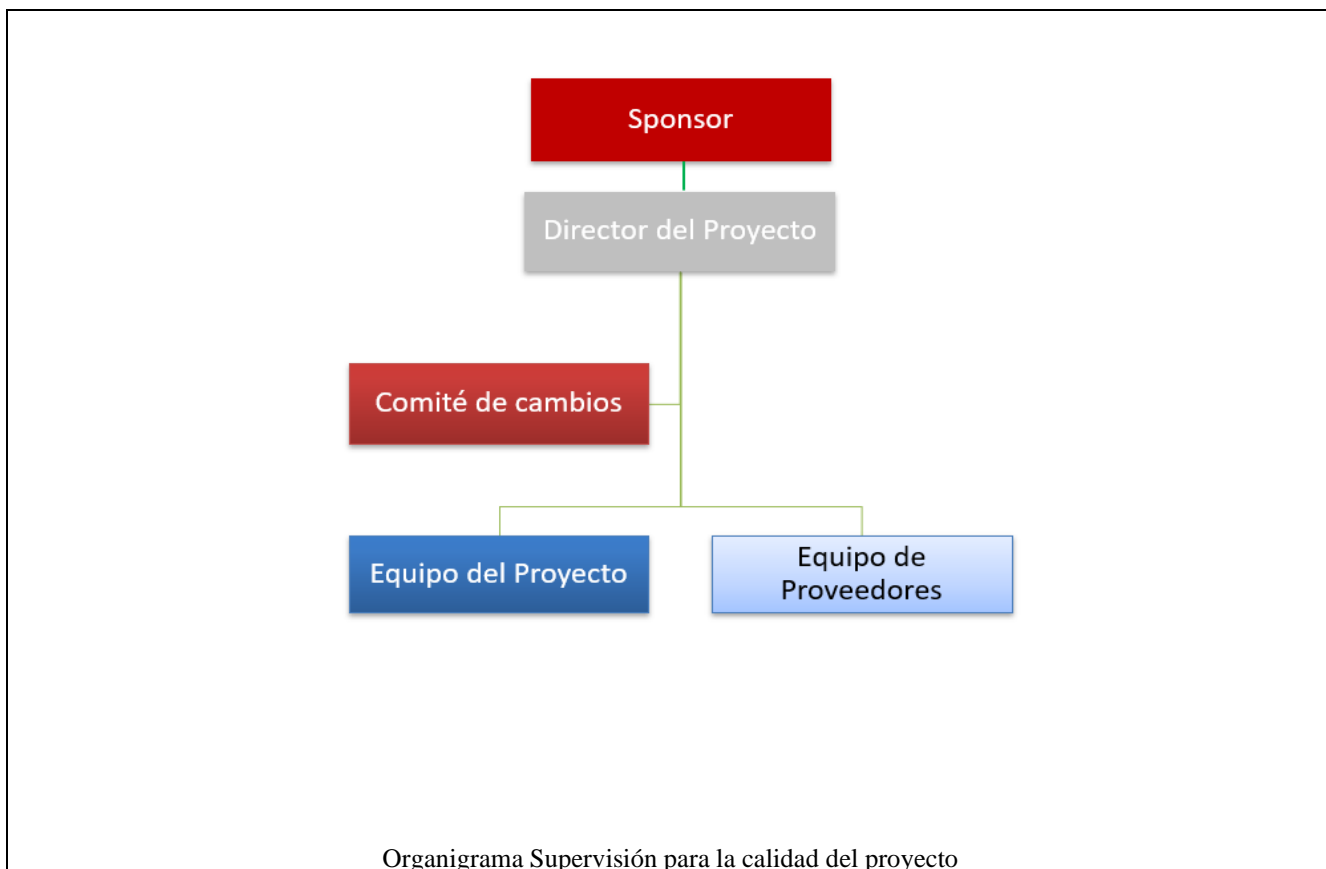 Sponsor
Director del Proyecto
Comité de cambios
Equipo del Proyecto
Equipo de
Proveedores
Organigrama Supervisión para la calidad del proyecto